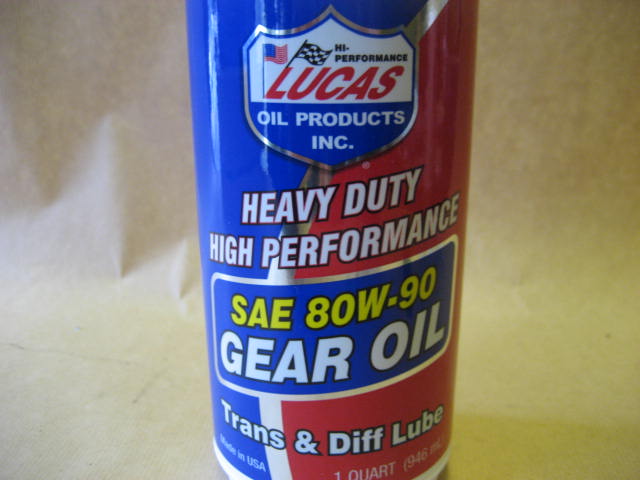 HI-
PERFORMANCE
LUCAS
OIL PRODUCTS
INC.
®
HEAVY DUTY
HIGH PERFORMANCE
SAE 80W-90
GEAR OIL
Trans & Diff Lube
Made in USA
1 QUART (946 mL)